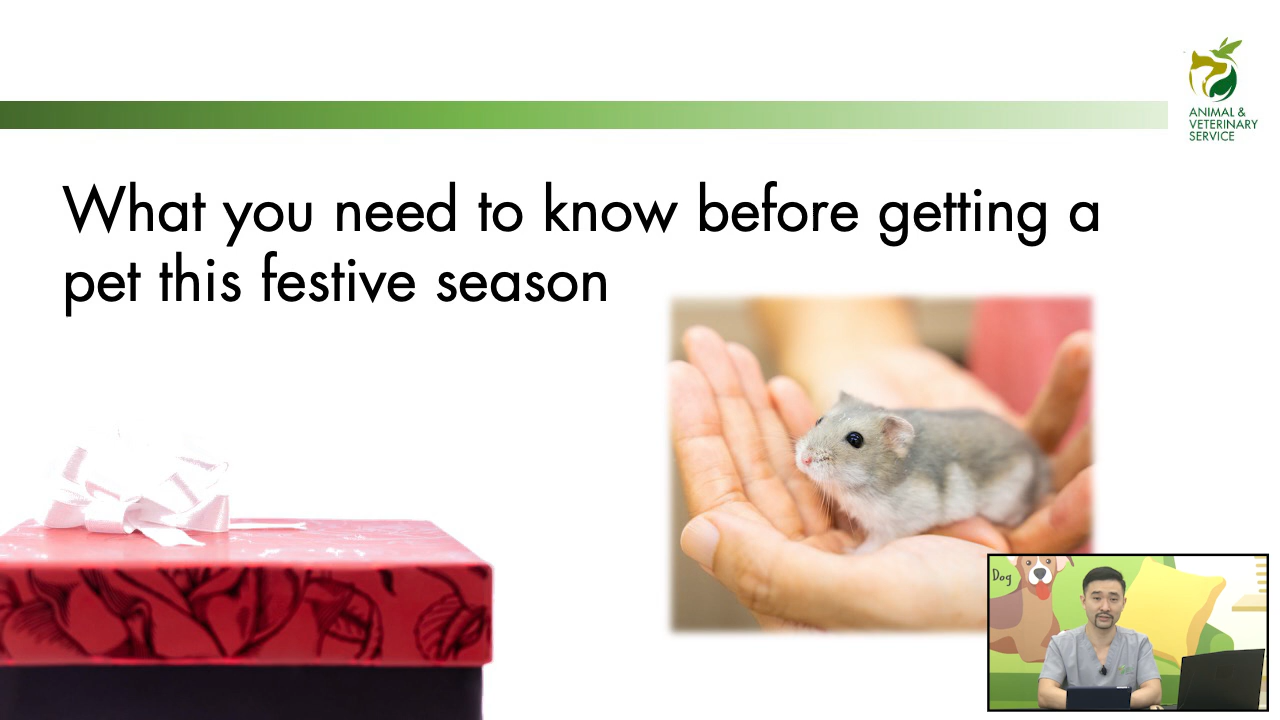 ANIMAL &
VETERINARY
SERVICE
What you need to know before getting a
pet this festive season
Dog